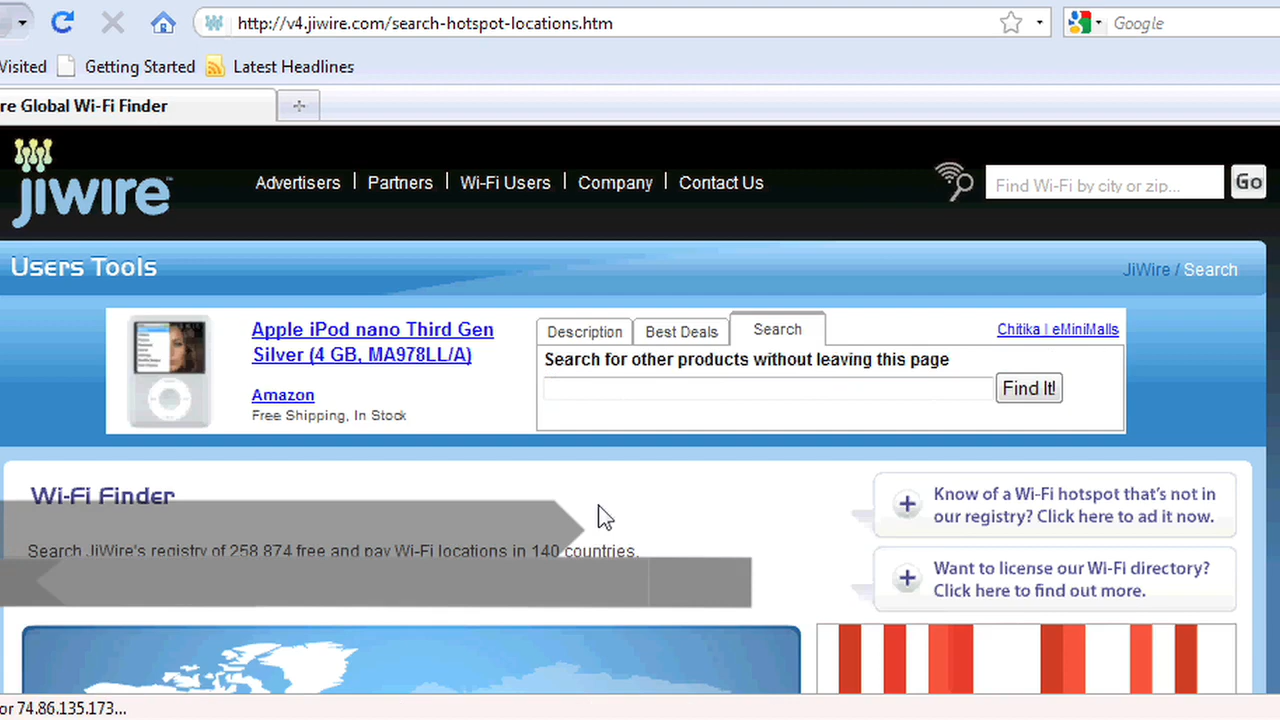 http://v4.jiwire.com/search-hotspot-locations.htm
Google
Visited Getting Started Latest Headlines
re Global Wi-Fi Finder
jiwire™
Advertisers | Partners | Wi-Fi Users | Company | Contact Us
Find Wi-Fi by city or zip...
Go
Users Tools
JiWire / Search
Apple iPod nano Third Gen
Silver (4 GB, MA978LL/A)
Amazon
Free Shipping, In Stock
Description Best Deals Search
Chitika | eMiniMalls
Search for other products without leaving this page
Find It!
Wi-Fi Finder
Search JiWire's registry of 258,874 free and pay Wi-Fi locations in 140 countries.
Know of a Wi-Fi hotspot that's not in
our registry? Click here to ad it now.
Want to license our Wi-Fi directory?
Click here to find out more.
or 74.86.135.173...